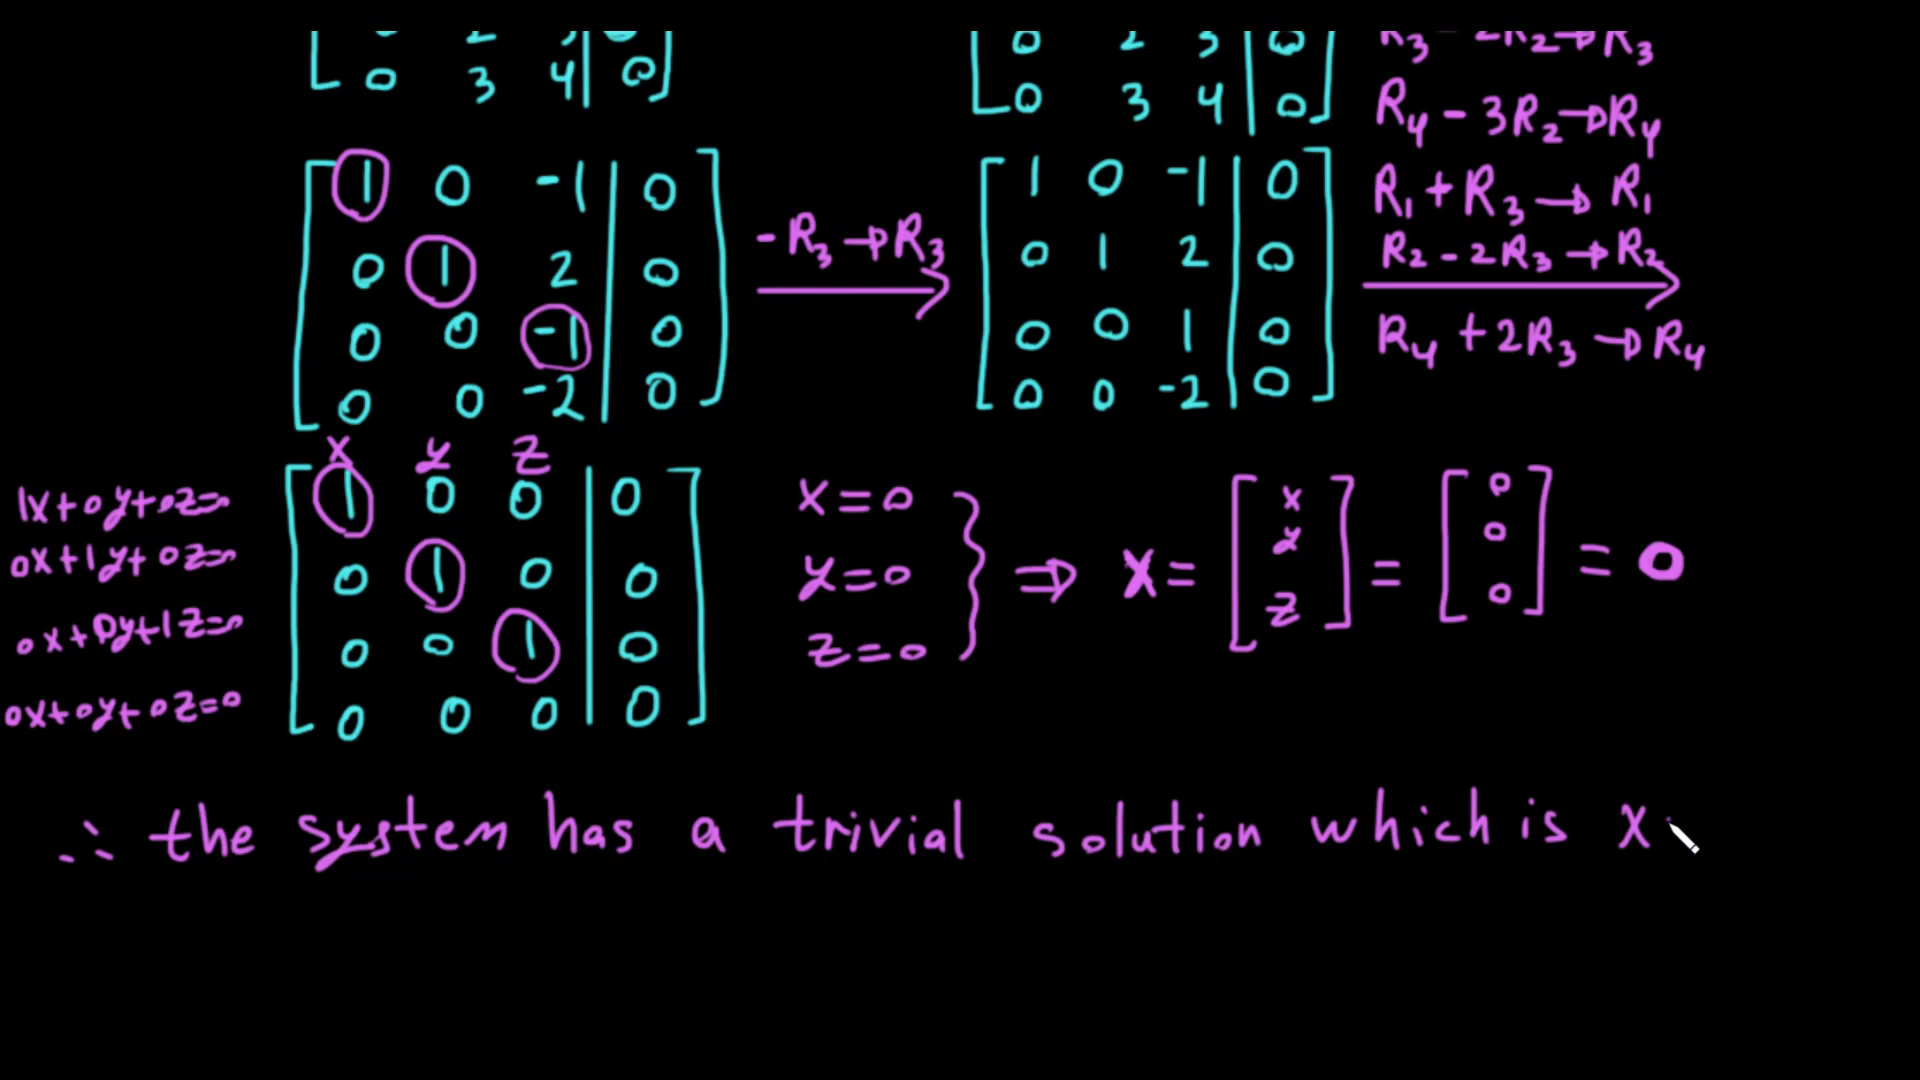 0 3 4 | 0
0 2 3 | 0
0 3 4 | 0
R4 - 3R2 → R4
1 0 -1 | 0
0 1 2 | 0
0 0 -1 | 0
0 0 -2 | 0
-R3 → R3
1 0 -1 | 0
0 1 2 | 0
0 0 1 | 0
0 0 -2 | 0
R1 + R3 → R1
R2 - 2R3 → R2
R4 + 2R3 → R4
x y z
1x+0y+0z=0
1 0 0 | 0
0x+1y+0z=0
0 1 0 | 0
0x+0y+1z=0
0 0 1 | 0
0x+0y+0z=0
0 0 0 | 0
x=0
y=0
z=0
⇒ X = [x y z] = [0 0 0] = 0
∴ the system has a trivial solution which is X